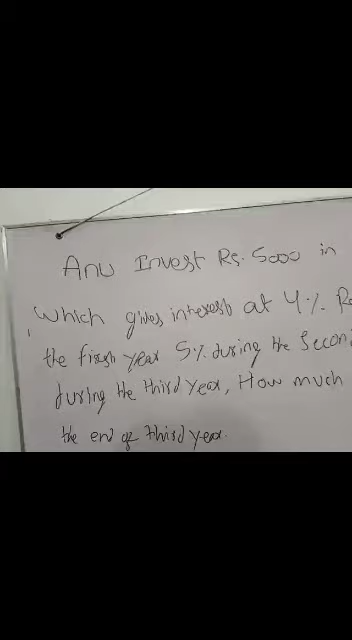 Anu Invest Rs. 5000 in
which gives interest at 4%
the first year 5% during the Secon
during the third year, How much
the end of third year.